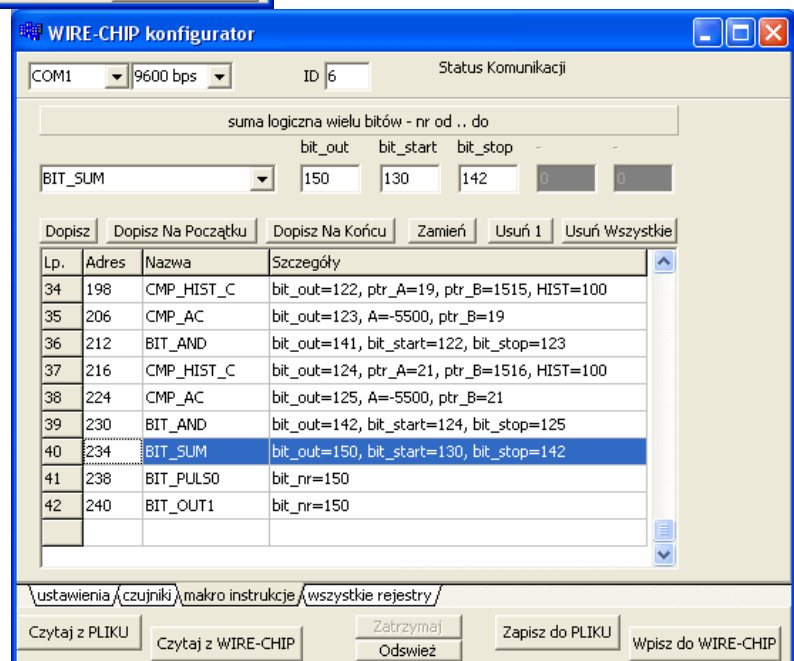 WIRE-CHIP konfigurator
COM1 9600 bps ID 6 Status Komunikacji
suma logiczna wielu bitów - nr od .. do
bit_out bit_start bit_stop - -
BIT_SUM 150 130 142 0 0
Dopisz Dopisz Na Początku Dopisz Na Końcu Zamień Usuń 1 Usuń Wszystkie
Lp. Adres Nazwa Szczegóły
34 198 CMP_HIST_C bit_out=122, ptr_A=19, ptr_B=1515, HIST=100
35 206 CMP_AC bit_out=123, A=-5500, ptr_B=19
36 212 BIT_AND bit_out=141, bit_start=122, bit_stop=123
37 216 CMP_HIST_C bit_out=124, ptr_A=21, ptr_B=1516, HIST=100
38 224 CMP_AC bit_out=125, A=-5500, ptr_B=21
39 230 BIT_AND bit_out=142, bit_start=124, bit_stop=125
40 234 BIT_SUM bit_out=150, bit_start=130, bit_stop=142
41 238 BIT_PULS0 bit_nr=150
42 240 BIT_OUT1 bit_nr=150
ustawienia czujniki makro instrukcje wszystkie rejestry
Czytaj z PLIKU Czytaj z WIRE-CHIP Zatrzymaj Zapisz do PLIKU Wpisz do WIRE-CHIP
Odswież